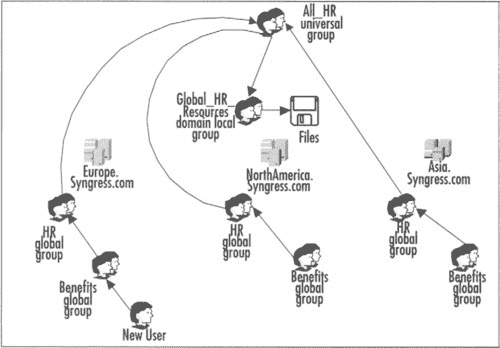 All_HR
universal
group
Global_HR_
Resources
domain local
group
Files
Europe.
Syngress.com
NorthAmerica.
Syngress.com
Asia.
Syngress.com
HR
global
group
HR
global
group
HR
global
group
Benefits
global
group
Benefits
global
group
Benefits
global
group
New User